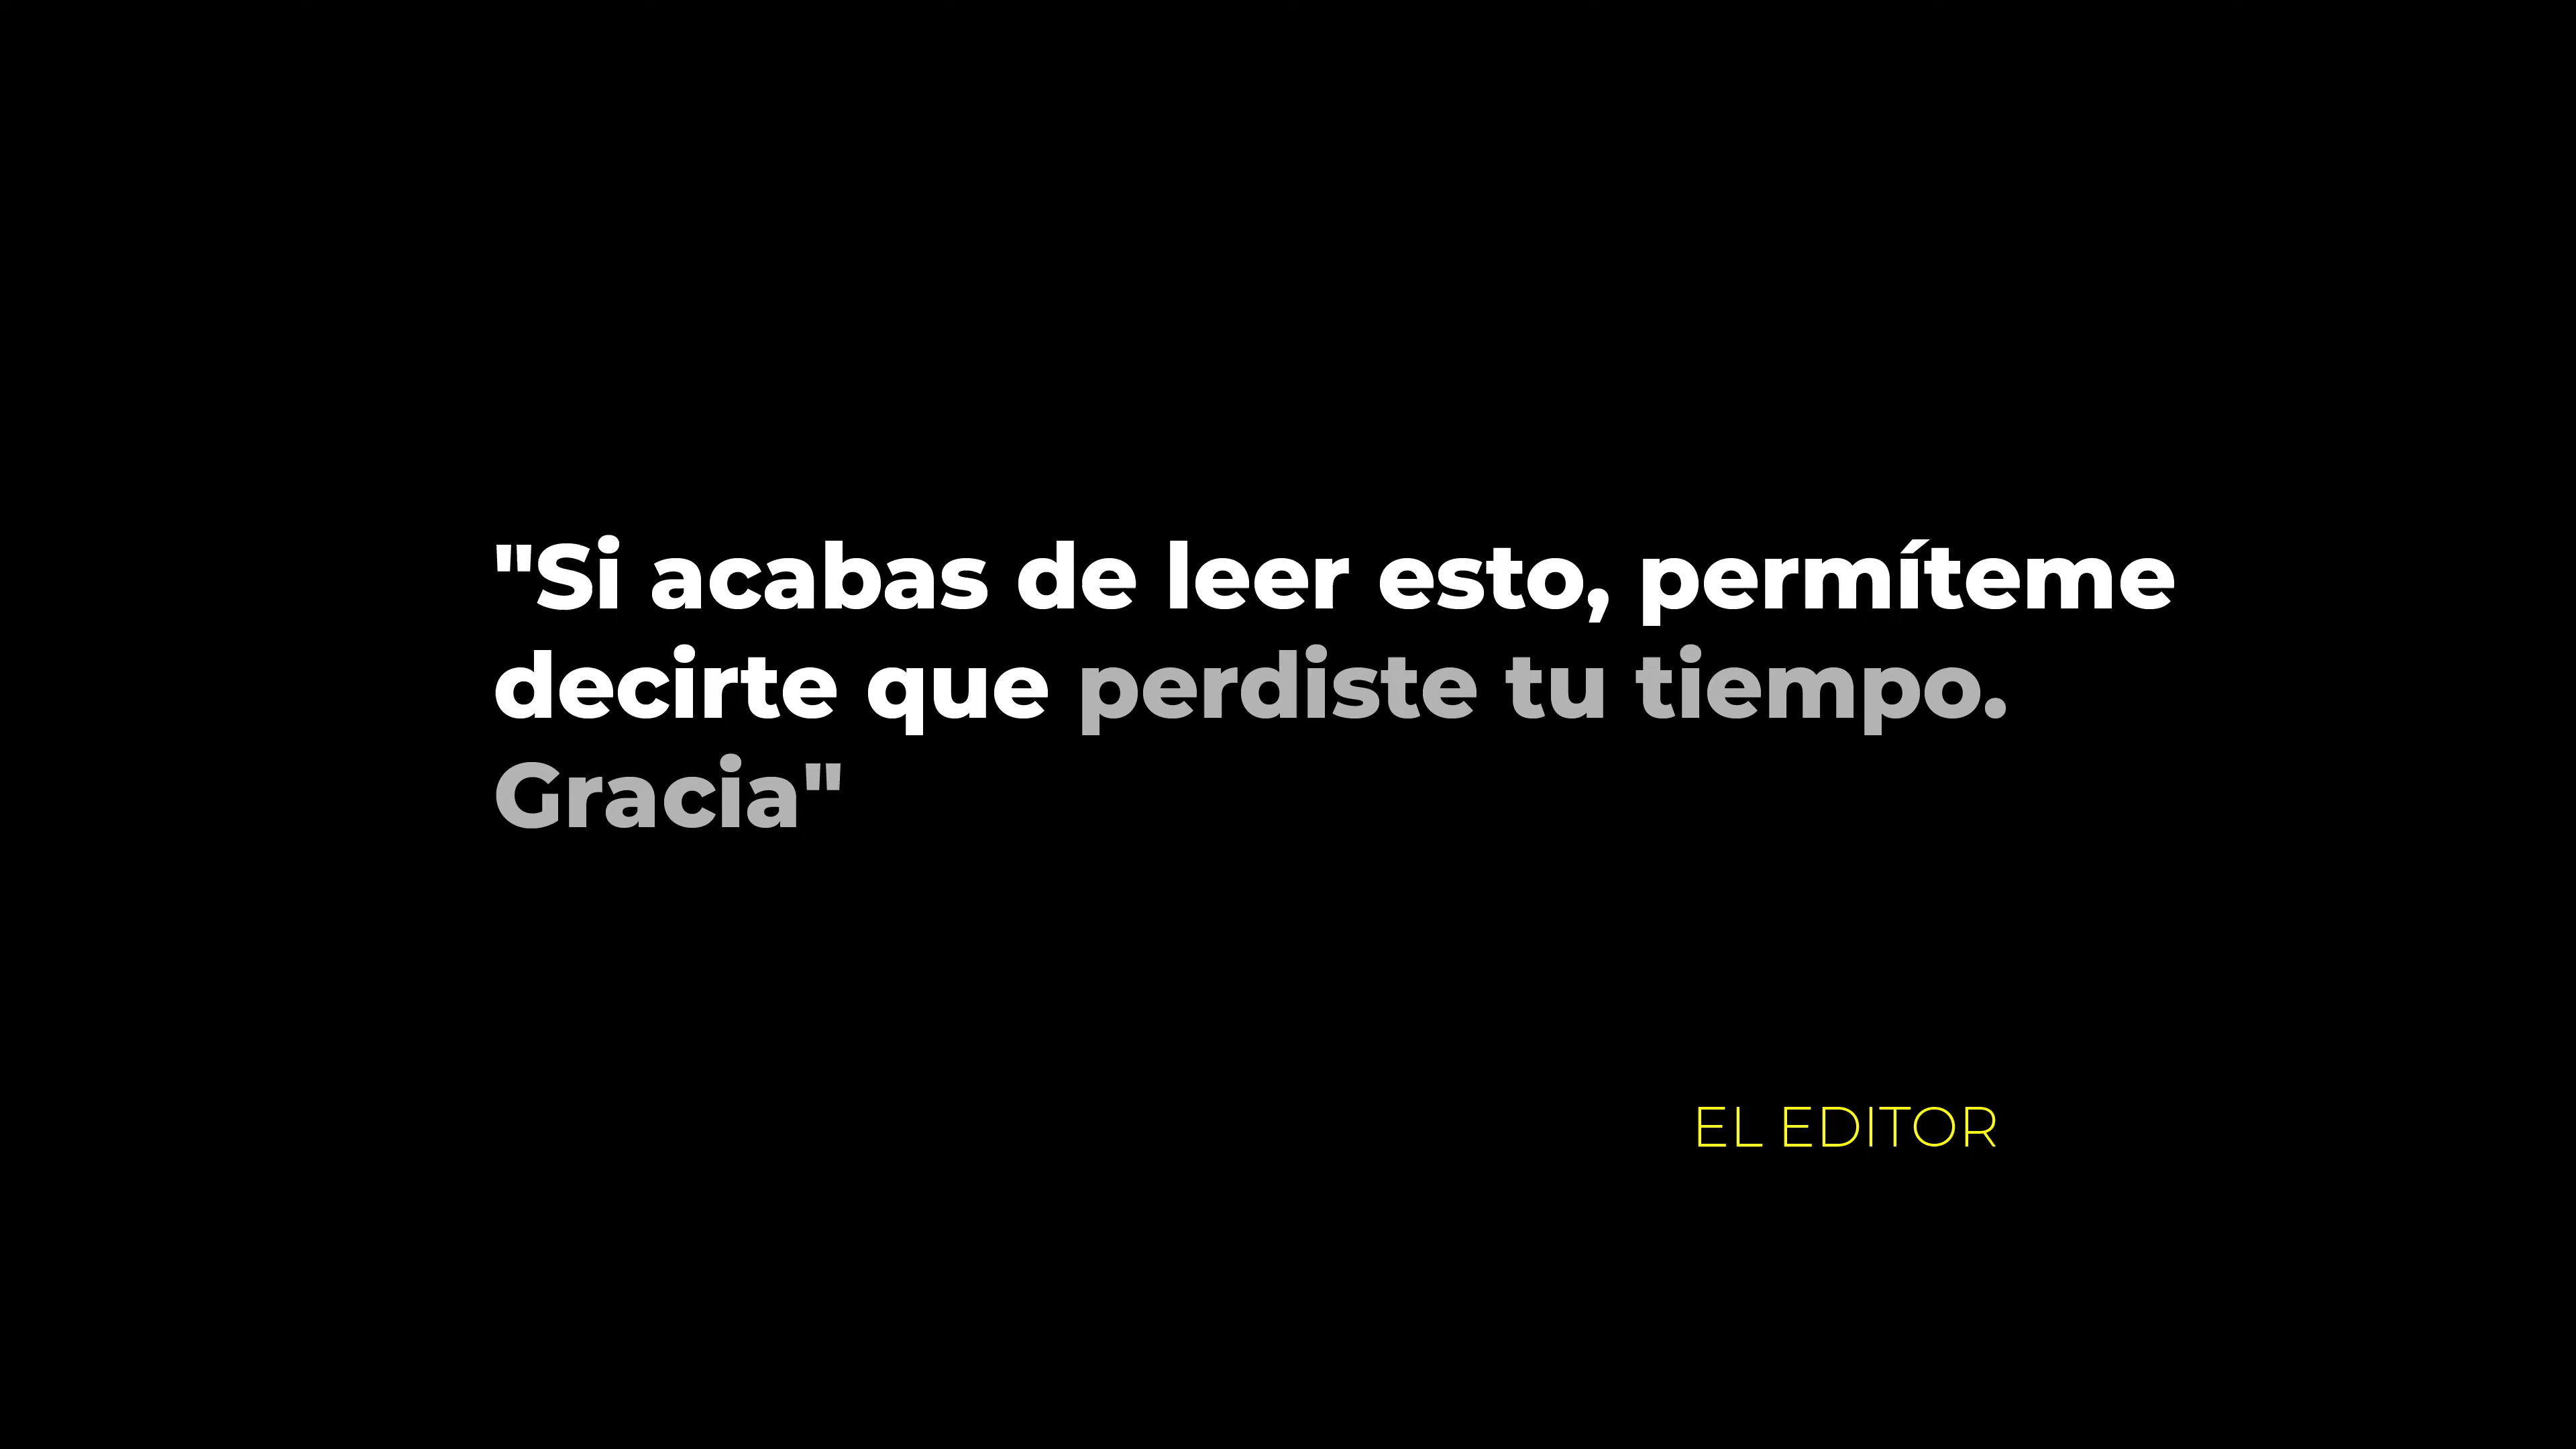 "Si acabas de leer esto, permíteme
decirte que perdiste tu tiempo.
Gracia"
EL EDITOR